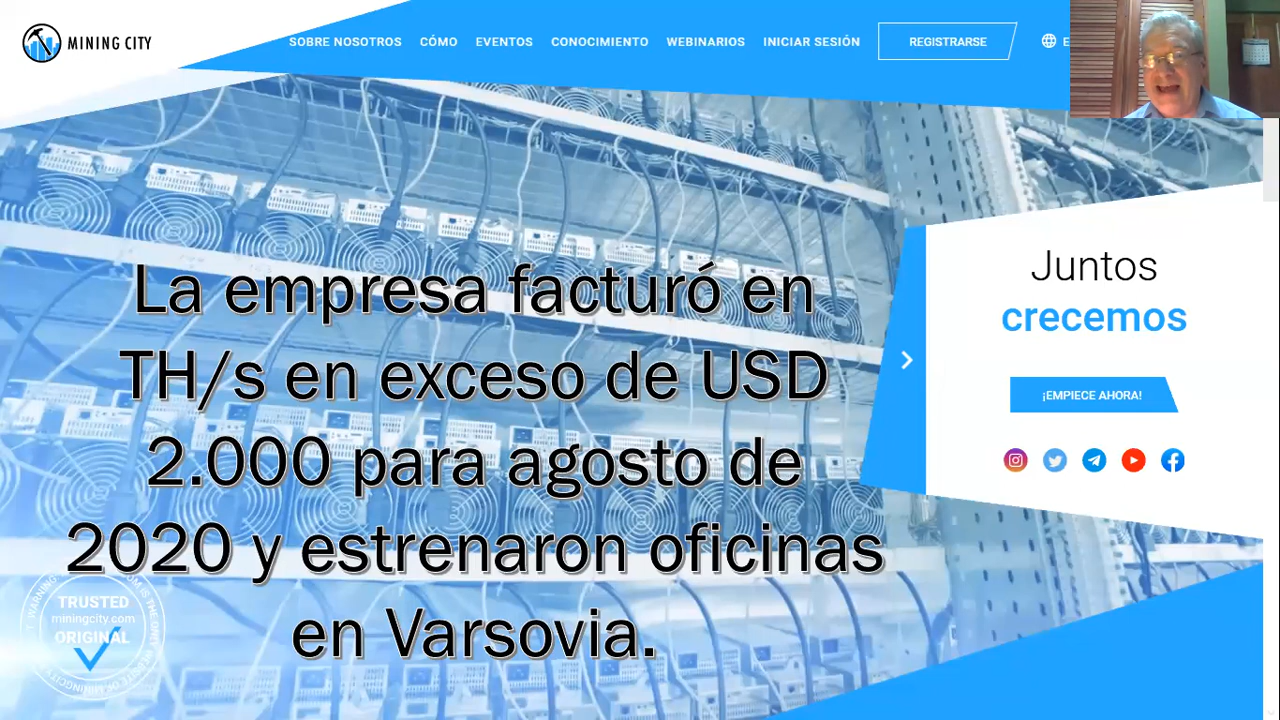 MINING CITY
SOBRE NOSOTROS CÓMO EVENTOS CONOCIMIENTO WEBINARIOS INICIAR SESIÓN REGISTRARSE
La empresa facturó en
TH/s en exceso de USD
2.000 para agosto de
2020 y estrenaron oficinas
en Varsovia.
Juntos
crecemos
¡EMPIECE AHORA!
TRUSTED
miningcity.com
ORIGINAL